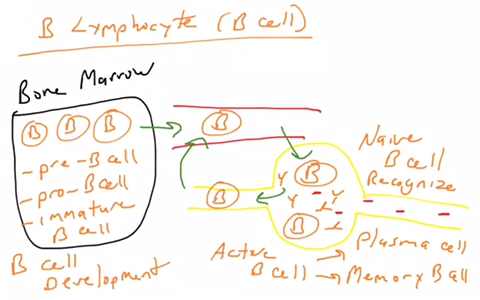 B Lymphocyte (B cell)
Bone Marrow
B B B
- pre-B cell
- pro-B cell
- immature
B cell
B cell
Development
B
B
B
B
Naive
B cell
Recognize
Active
B cell
Plasma cell
Memory B cell